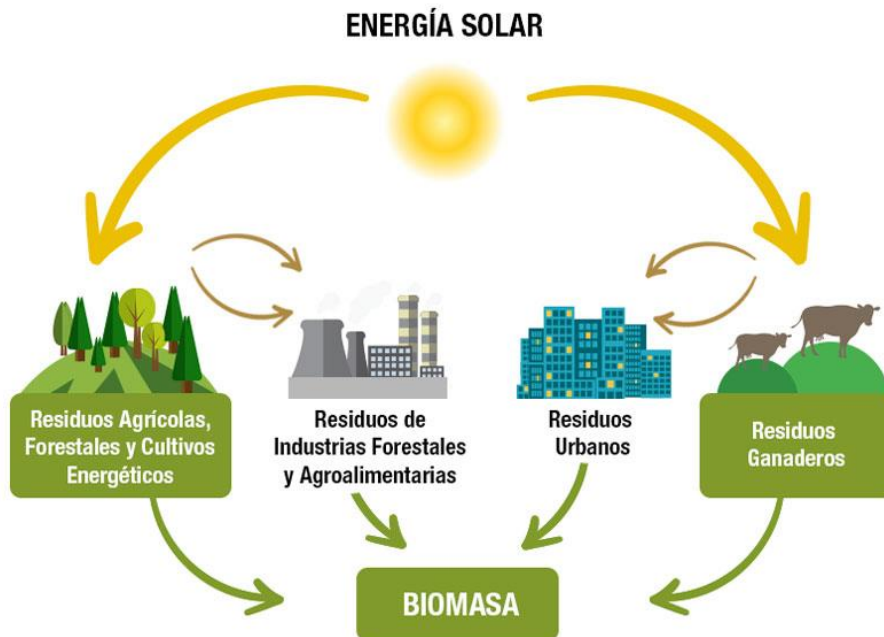 ENERGÍA SOLAR
Residuos Agrícolas,
Forestales y Cultivos
Energéticos
Residuos de
Industrias Forestales
y Agroalimentarias
Residuos
Urbanos
Residuos
Ganaderos
BIOMASA